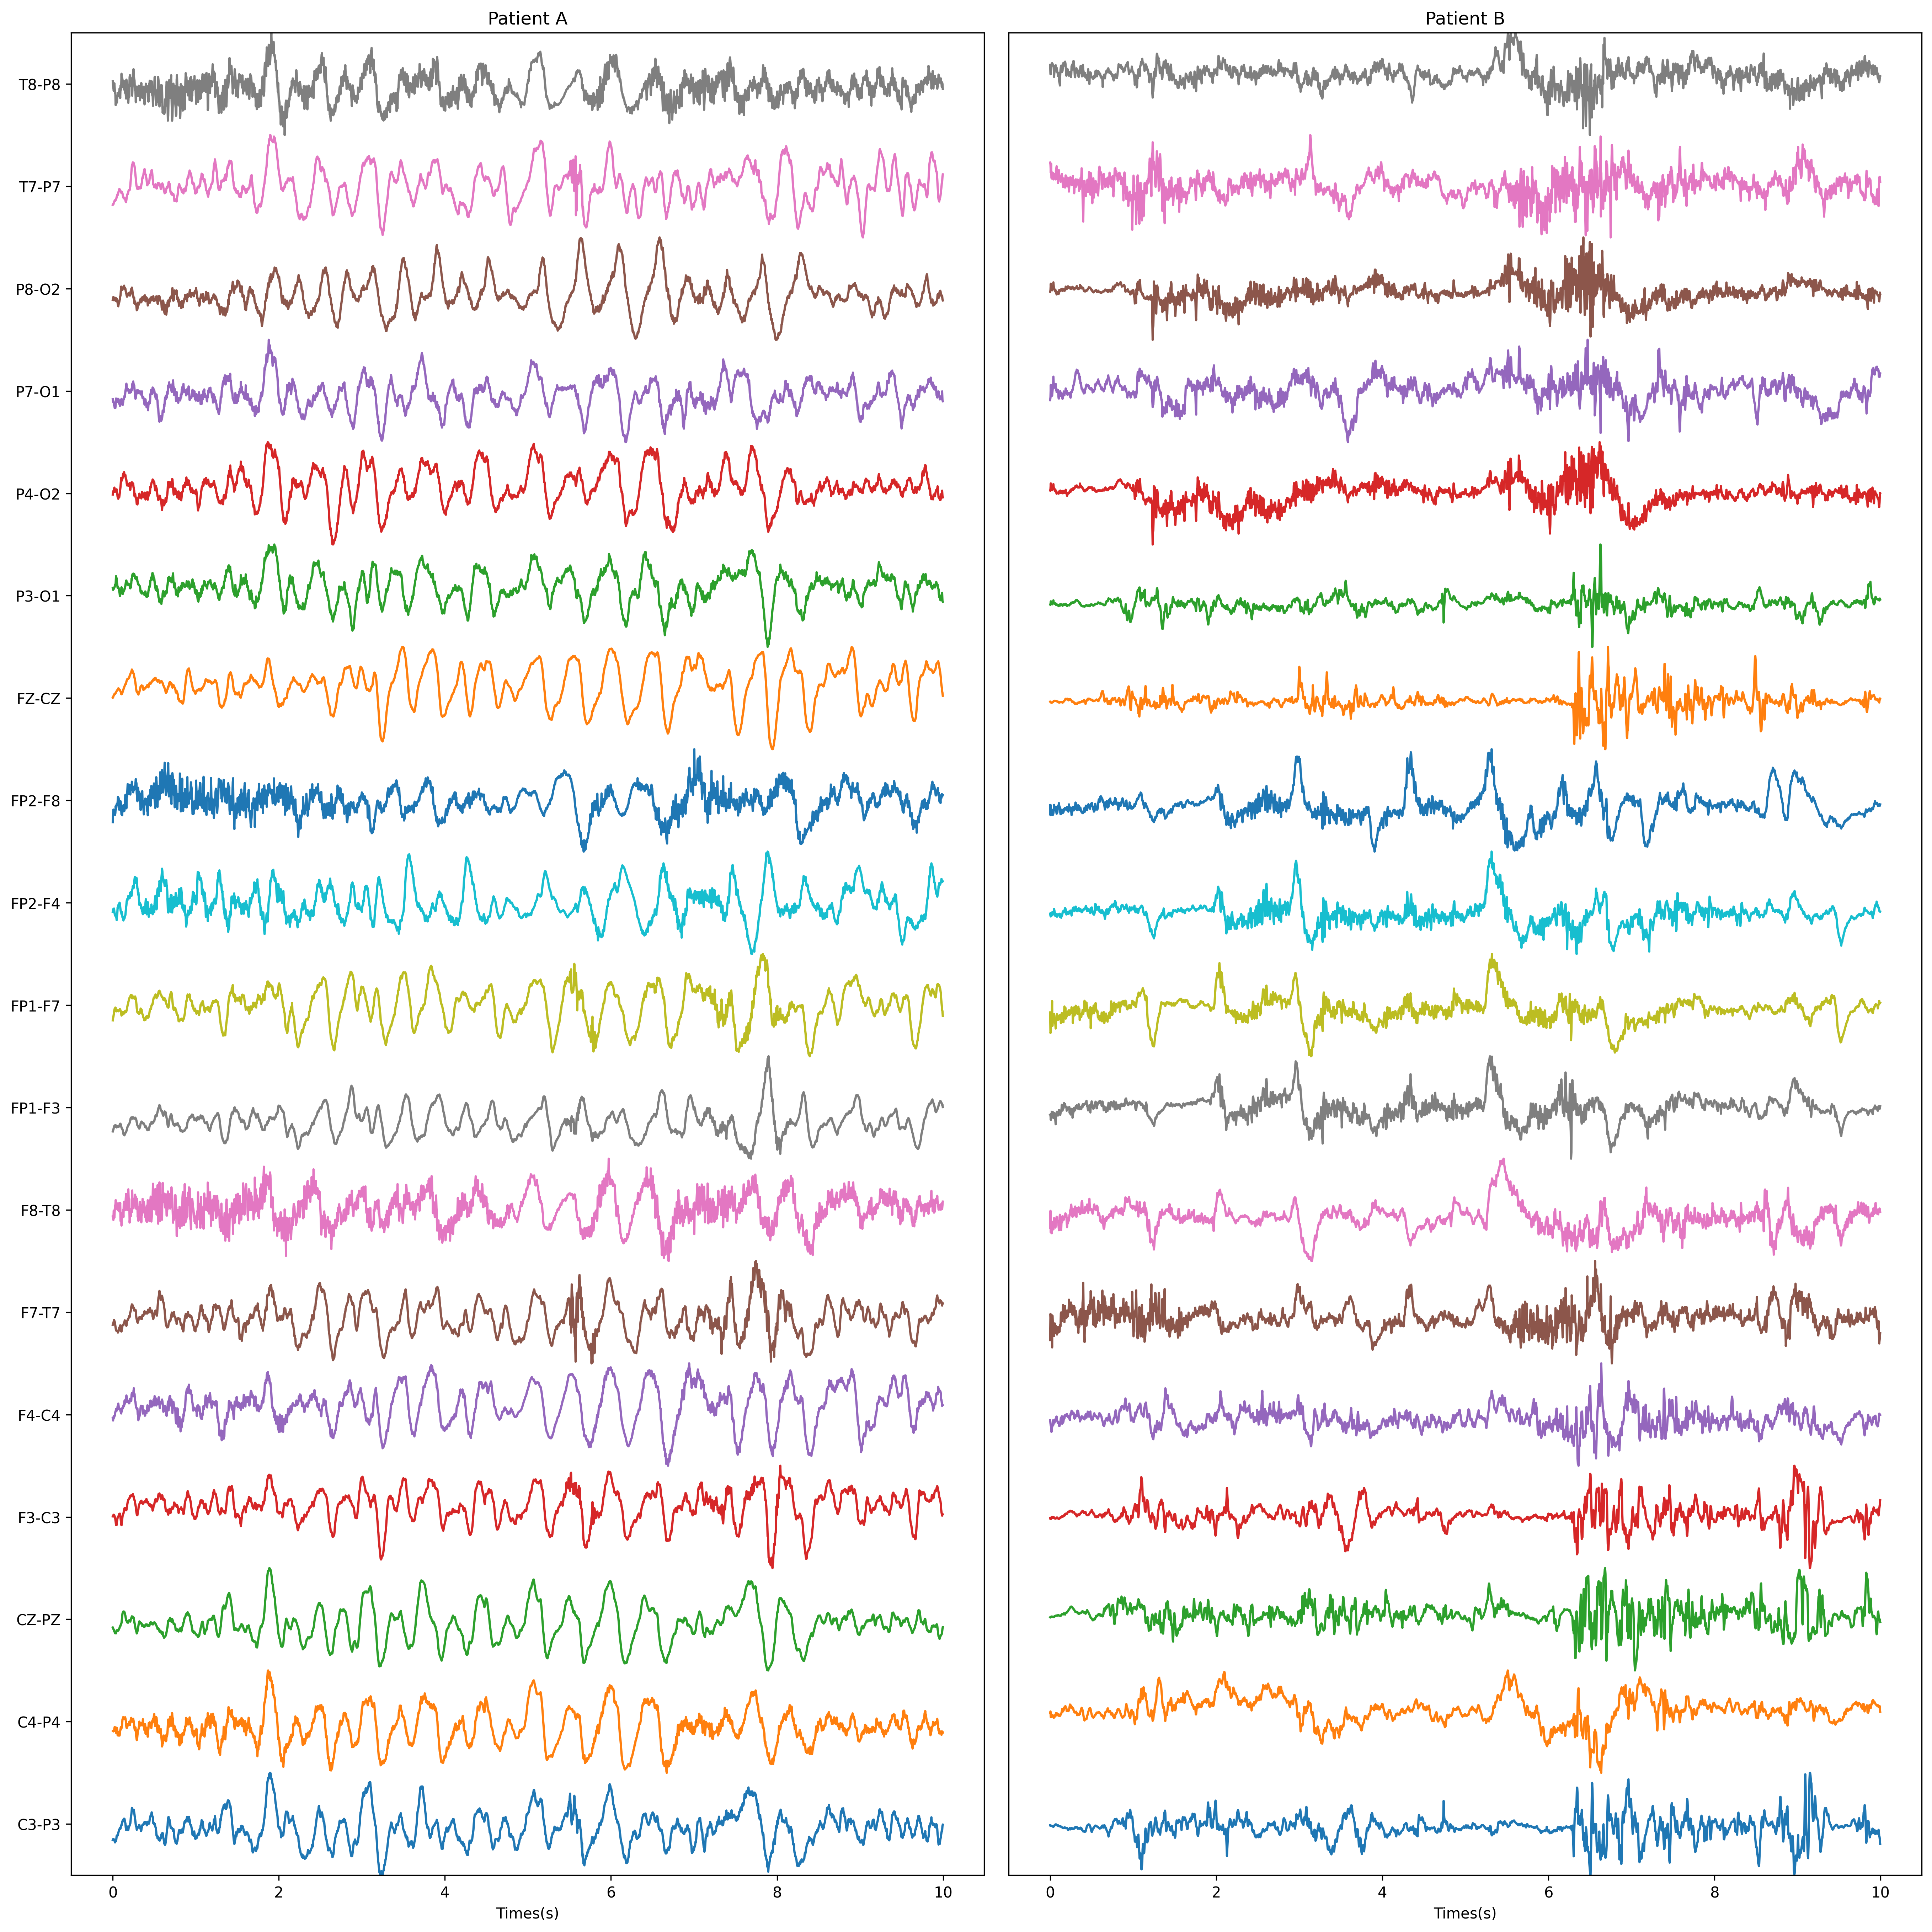 Patient A
Patient B
T8-P8
T7-P7
P8-O2
P7-O1
P4-O2
P3-O1
FZ-CZ
FP2-F8
FP2-F4
FP1-F7
FP1-F3
F8-T8
F7-T7
F4-C4
F3-C3
CZ-PZ
C4-P4
C3-P3
0 2 4 6 8 10
0 2 4 6 8 10
Times(s)
Times(s)